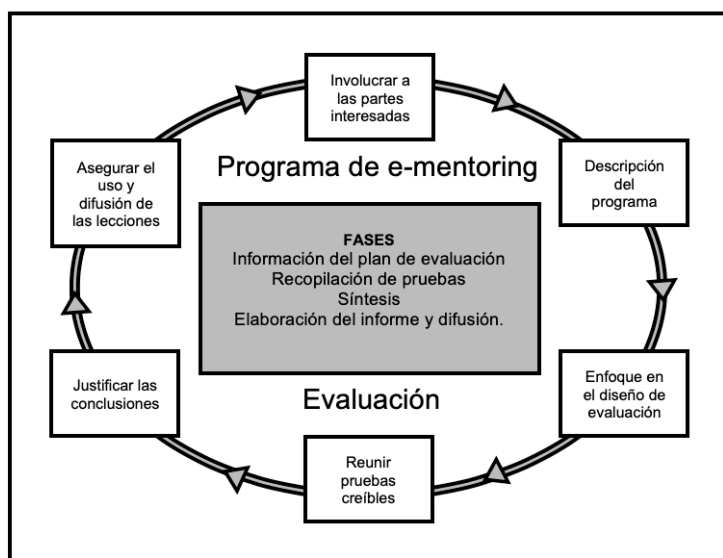 Involucrar a
las partes
interesadas
Asegurar el
uso y
difusión de
las lecciones
Programa de e-mentoring
Descripción
del
programa
FASES
Información del plan de evaluación
Recopilación de pruebas
Síntesis
Elaboración del informe y difusión.
Justificar las
conclusiones
Evaluación
Enfoque en
el diseño de
evaluación
Reunir
pruebas
creíbles